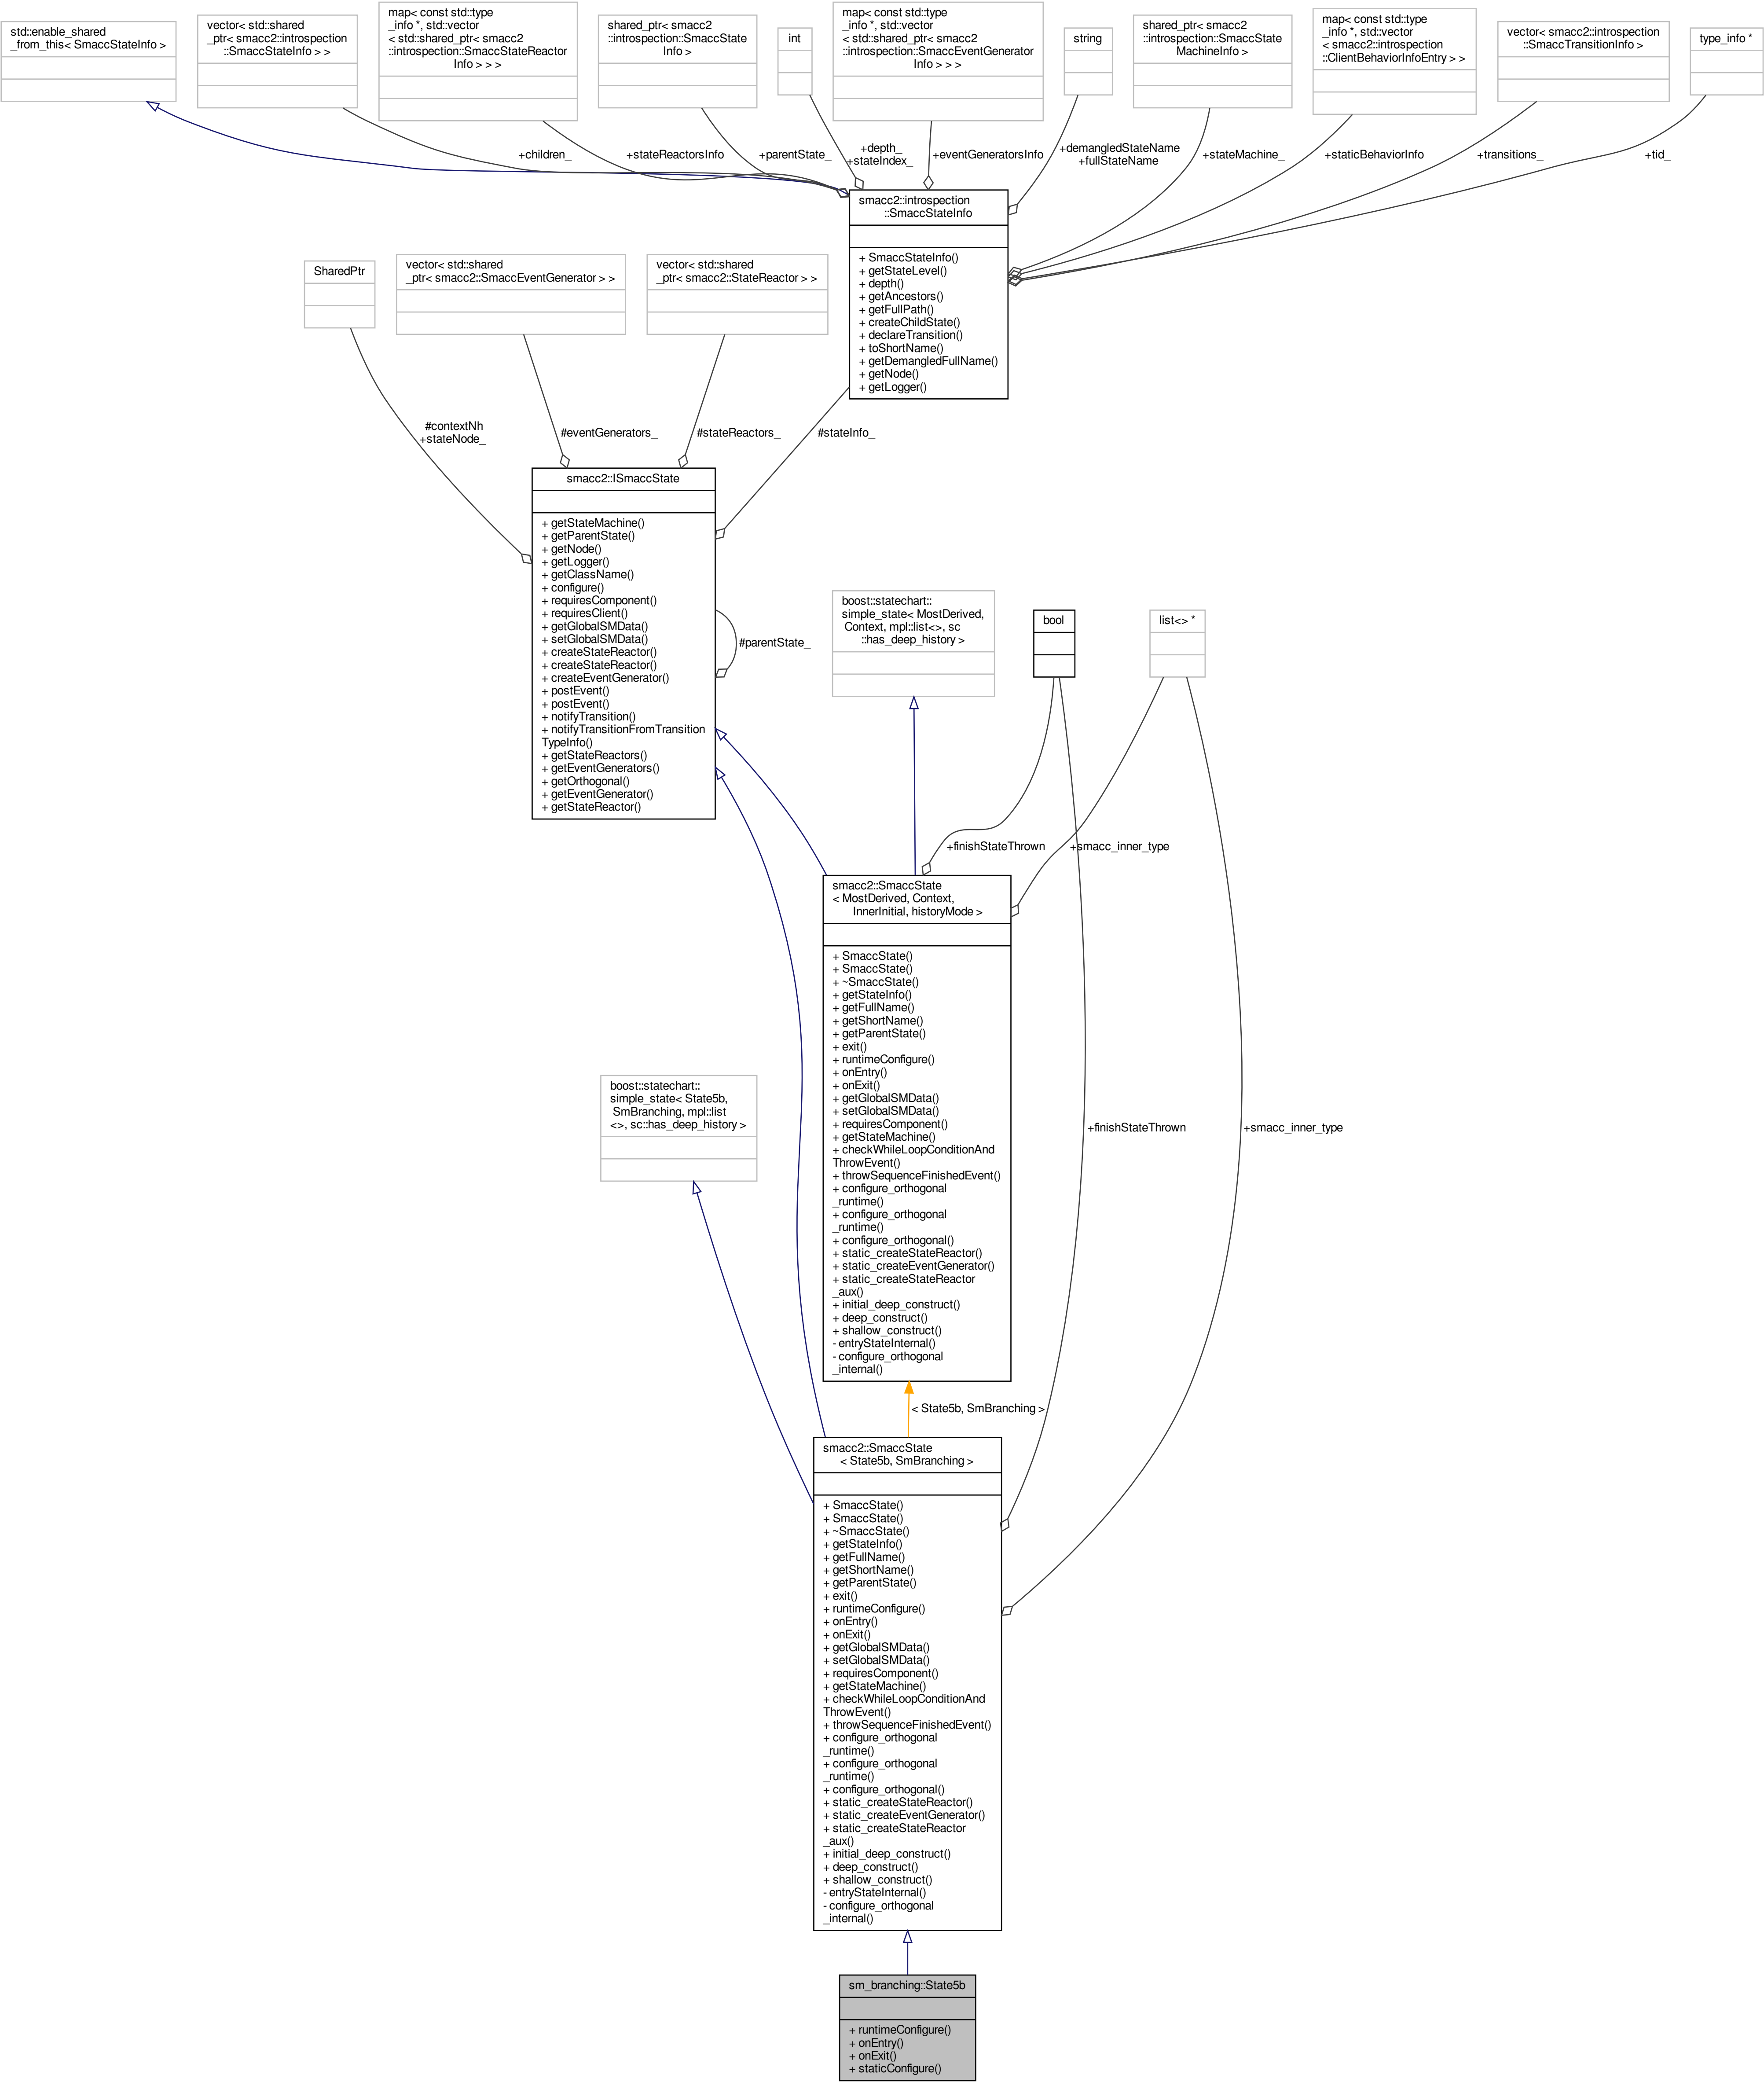 std::enable_shared
_from_this< SmaccStateInfo >
vector< std::shared
_ptr< smacc2::introspection
::SmaccStateInfo > >
map< const std::type
_info *, std::vector
< std::shared_ptr< smacc2
::introspection::SmaccStateReactor
Info > > >
shared_ptr< smacc2
::introspection::SmaccState
Info >
int
map< const std::type
_info *, std::vector
< std::shared_ptr< smacc2
::introspection::SmaccEventGenerator
Info > > >
string
shared_ptr< smacc2
::introspection::SmaccState
MachineInfo >
map< const std::type
_info *, std::vector
< smacc2::introspection
::ClientBehaviorInfoEntry > >
vector< smacc2::introspection
::SmaccTransitionInfo >
type_info *
+children_
+stateReactorsInfo
+parentState_
+depth_
+stateIndex_
+eventGeneratorsInfo
+demangledStateName
+fullStateName
+stateMachine_
+staticBehaviorInfo
+transitions_
+tid_
smacc2::introspection
::SmaccStateInfo
+ SmaccStateInfo()
+ getStateLevel()
+ depth()
+ getAncestors()
+ getFullPath()
+ createChildState()
+ declareTransition()
+ toShortName()
+ getDemangledFullName()
+ getNode()
+ getLogger()
SharedPtr
vector< std::shared
_ptr< smacc2::SmaccEventGenerator > >
vector< std::shared
_ptr< smacc2::StateReactor > >
#contextNh
+stateNode_
#eventGenerators_
#stateReactors_
#stateInfo_
smacc2::ISmaccState
+ getStateMachine()
+ getParentState()
+ getNode()
+ getLogger()
+ getClassName()
+ configure()
+ requiresComponent()
+ requiresClient()
+ getGlobalSMData()
+ setGlobalSMData()
+ createStateReactor()
+ createStateReactor()
+ createEventGenerator()
+ postEvent()
+ postEvent()
+ notifyTransition()
+ notifyTransitionFromTransition
TypeInfo()
+ getStateReactors()
+ getEventGenerators()
+ getOrthogonal()
+ getEventGenerator()
+ getStateReactor()
#parentState_
boost::statechart::
simple_state< MostDerived,
Context, mpl::list<>, sc
::has_deep_history >
bool
list<> *
+finishStateThrown
+smacc_inner_type
smacc2::SmaccState
< MostDerived, Context,
InnerInitial, historyMode >
+ SmaccState()
+ SmaccState()
+ ~SmaccState()
+ getStateInfo()
+ getFullName()
+ getShortName()
+ getParentState()
+ exit()
+ runtimeConfigure()
+ onEntry()
+ onExit()
+ getGlobalSMData()
+ setGlobalSMData()
+ requiresComponent()
+ getStateMachine()
+ checkWhileLoopConditionAnd
ThrowEvent()
+ throwSequenceFinishedEvent()
+ configure_orthogonal
_runtime()
+ configure_orthogonal
_runtime()
+ configure_orthogonal()
+ static_createStateReactor()
+ static_createEventGenerator()
+ static_createStateReactor
_aux()
+ initial_deep_construct()
+ deep_construct()
+ shallow_construct()
- entryStateInternal()
- configure_orthogonal
_internal()
boost::statechart::
simple_state< State5b,
SmBranching, mpl::list
<>, sc::has_deep_history >
+finishStateThrown
+smacc_inner_type
< State5b, SmBranching >
smacc2::SmaccState
< State5b, SmBranching >
+ SmaccState()
+ SmaccState()
+ ~SmaccState()
+ getStateInfo()
+ getFullName()
+ getShortName()
+ getParentState()
+ exit()
+ runtimeConfigure()
+ onEntry()
+ onExit()
+ getGlobalSMData()
+ setGlobalSMData()
+ requiresComponent()
+ getStateMachine()
+ checkWhileLoopConditionAnd
ThrowEvent()
+ throwSequenceFinishedEvent()
+ configure_orthogonal
_runtime()
+ configure_orthogonal
_runtime()
+ configure_orthogonal()
+ static_createStateReactor()
+ static_createEventGenerator()
+ static_createStateReactor
_aux()
+ initial_deep_construct()
+ deep_construct()
+ shallow_construct()
- entryStateInternal()
- configure_orthogonal
_internal()
sm_branching::State5b
+ runtimeConfigure()
+ onEntry()
+ onExit()
+ staticConfigure()